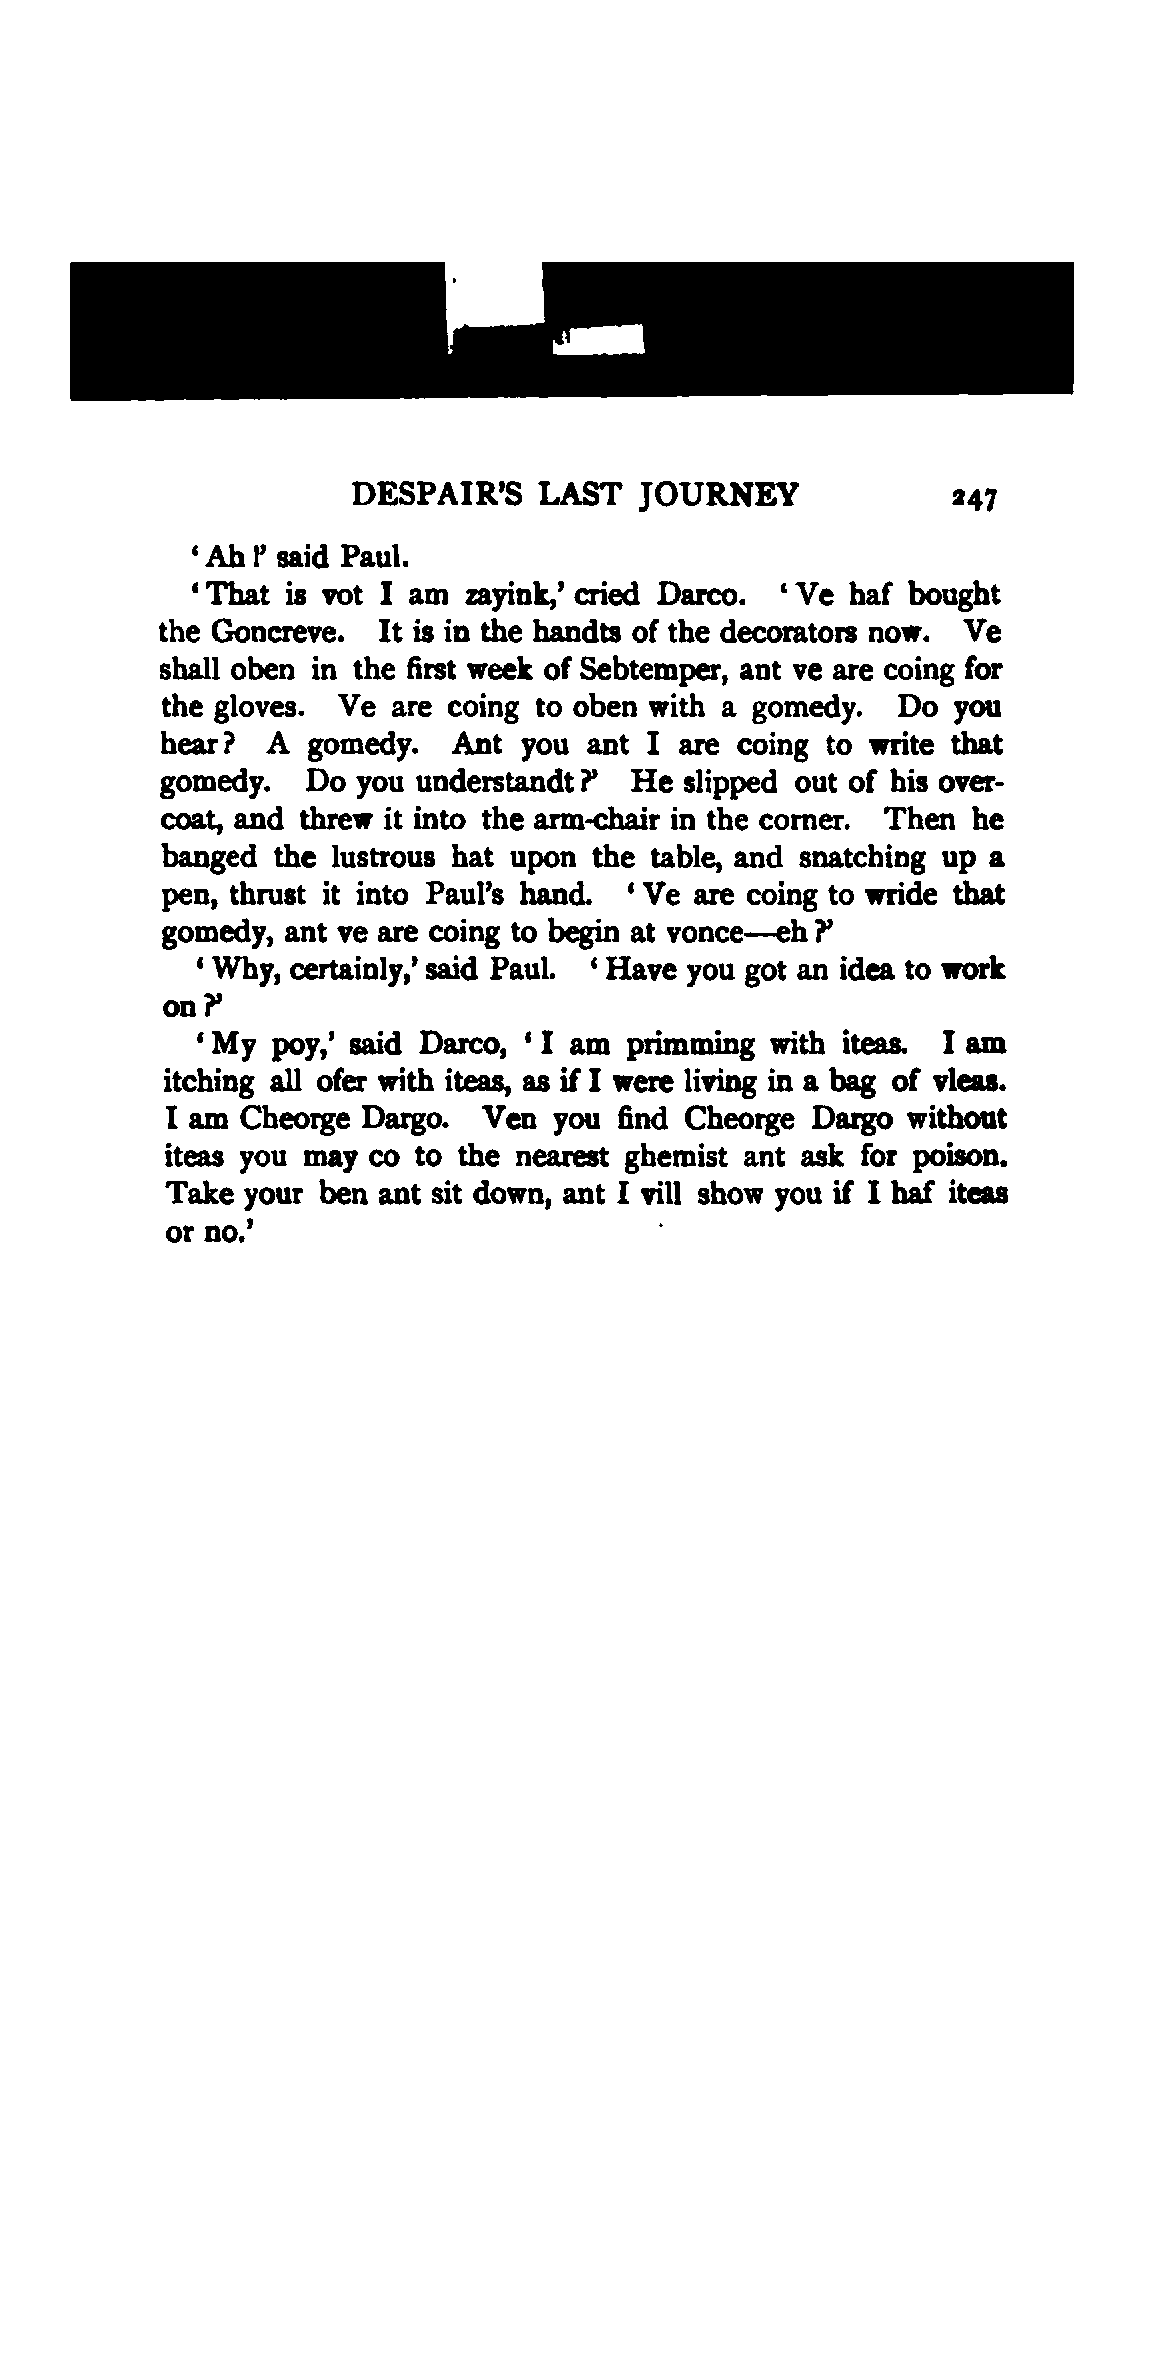 DESPAIR'S LAST JOURNEY 247
'Ah!' said Paul.
'That is vot I am zayink,' cried Darco. 'Ve haf bought
the Goncreve. It is in the handts of the decorators now. Ve
shall oben in the first week of Sebtemper, ant ve are coing for
the gloves. Ve are coing to oben with a gomedy. Do you
hear? A gomedy. Ant you ant I are coing to write that
gomedy. Do you understandt?' He slipped out of his over-
coat, and threw it into the arm-chair in the corner. Then he
banged the lustrous hat upon the table, and snatching up a
pen, thrust it into Paul's hand. 'Ve are coing to wride that
gomedy, ant ve are coing to begin at vonce—eh?'
'Why, certainly,' said Paul. 'Have you got an idea to work
on?'
'My poy,' said Darco, 'I am primming with iteas. I am
itching all ofer with iteas, as if I were living in a bag of vleas.
I am Cheorge Dargo. Ven you find Cheorge Dargo without
iteas you may co to the nearest ghemist ant ask for poison.
Take your ben ant sit down, ant I vill show you if I haf iteas
or no.'